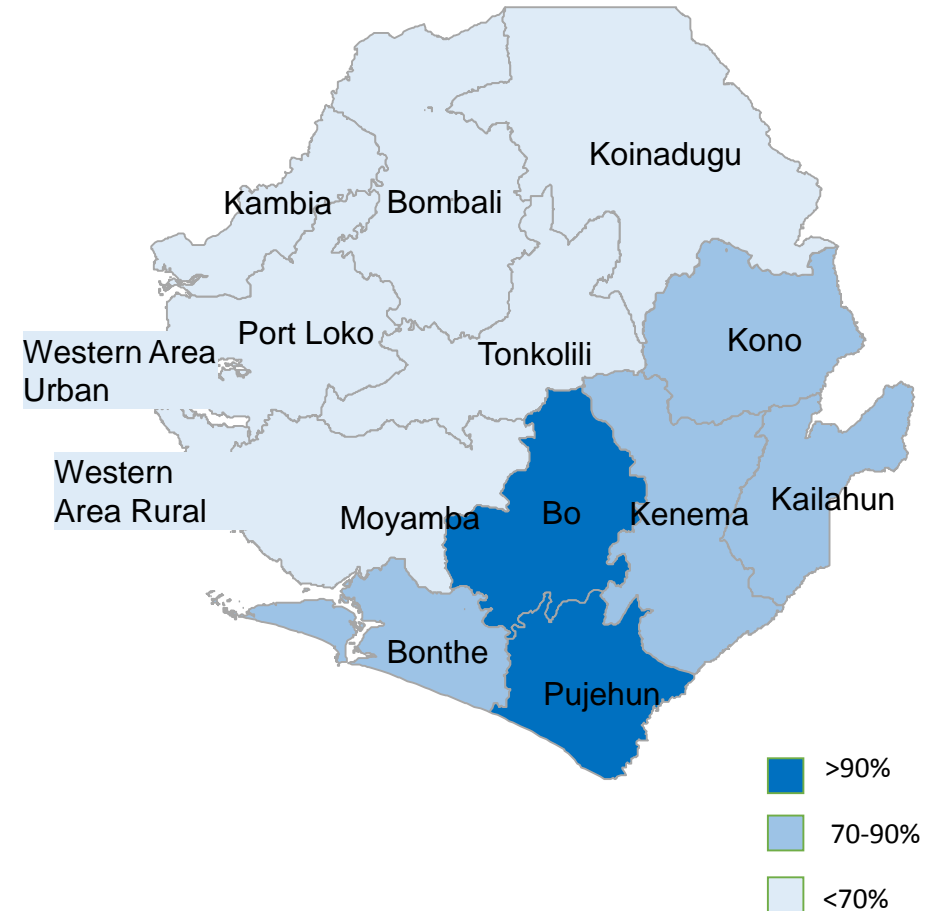 Koinadugu
Kambia
Bombali
Port Loko
Kono
Western Area
Urban
Tonkolili
Western
Area Rural
Moyamba
Bo
Kenema
Kailahun
Bonthe
Pujehun
>90%
70-90%
<70%